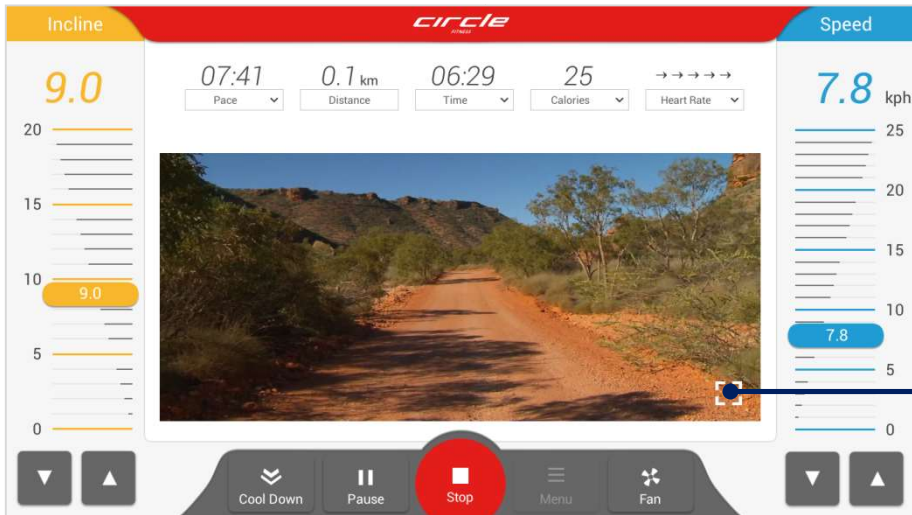 Incline
circle
FITNESS
Speed
9.0
07:41
0.1 km
06:29
25
→→→→→
7.8 kph
Pace
Distance
Time
Calories
Heart Rate
20
15
10
9.0
5
0
25
20
15
10
7.8
5
0
Cool Down
Pause
Stop
Menu
Fan